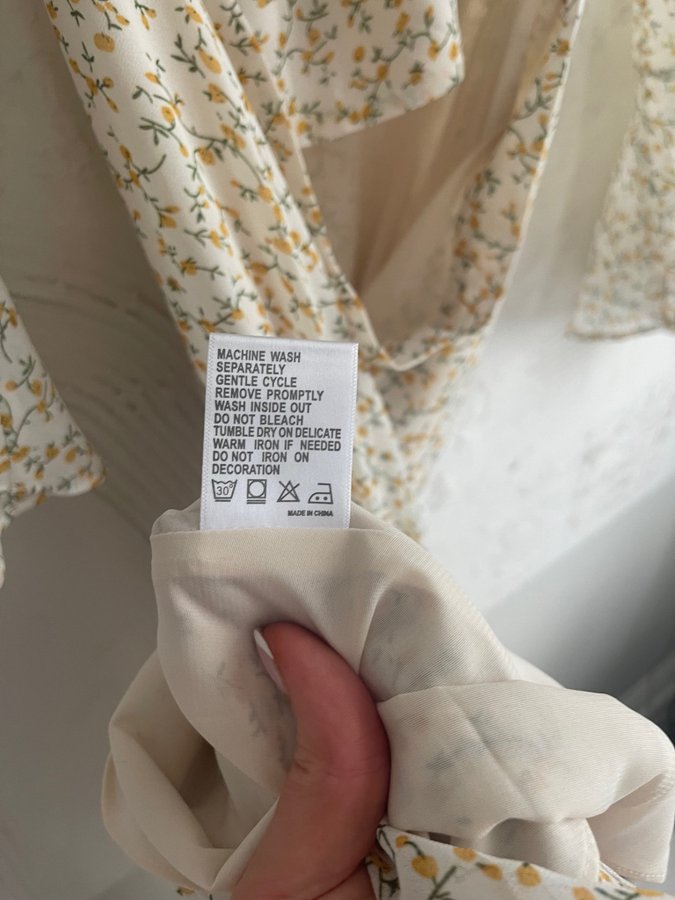 MACHINE WASH
SEPARATELY
GENTLE CYCLE
REMOVE PROMPTLY
WASH INSIDE OUT
DO NOT BLEACH
TUMBLE DRY ON DELICATE
WARM IRON IF NEEDED
DO NOT IRON ON
DECORATION
30°
MADE IN CHINA